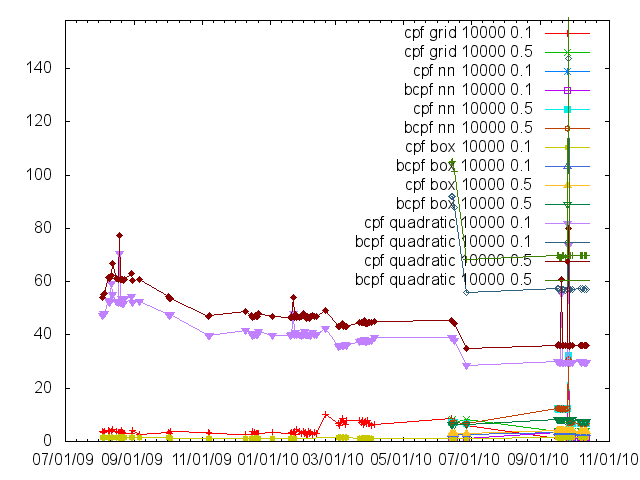 140
120
100
80
60
40
20
0
cpf grid 10000 0.1
cpf grid 10000 0.5
cpf nn 10000 0.1
bcpf nn 10000 0.1
cpf nn 10000 0.5
bcpf nn 10000 0.5
cpf box 10000 0.1
bcpf box 10000 0.1
cpf box 10000 0.5
bcpf box 10000 0.5
cpf quadratic 10000 0.1
bcpf quadratic 10000 0.1
cpf quadratic 10000 0.5
bcpf quadratic 10000 0.5
07/01/09 09/01/09 11/01/09 01/01/10 03/01/10 05/01/10 07/01/10 09/01/10 11/01/10